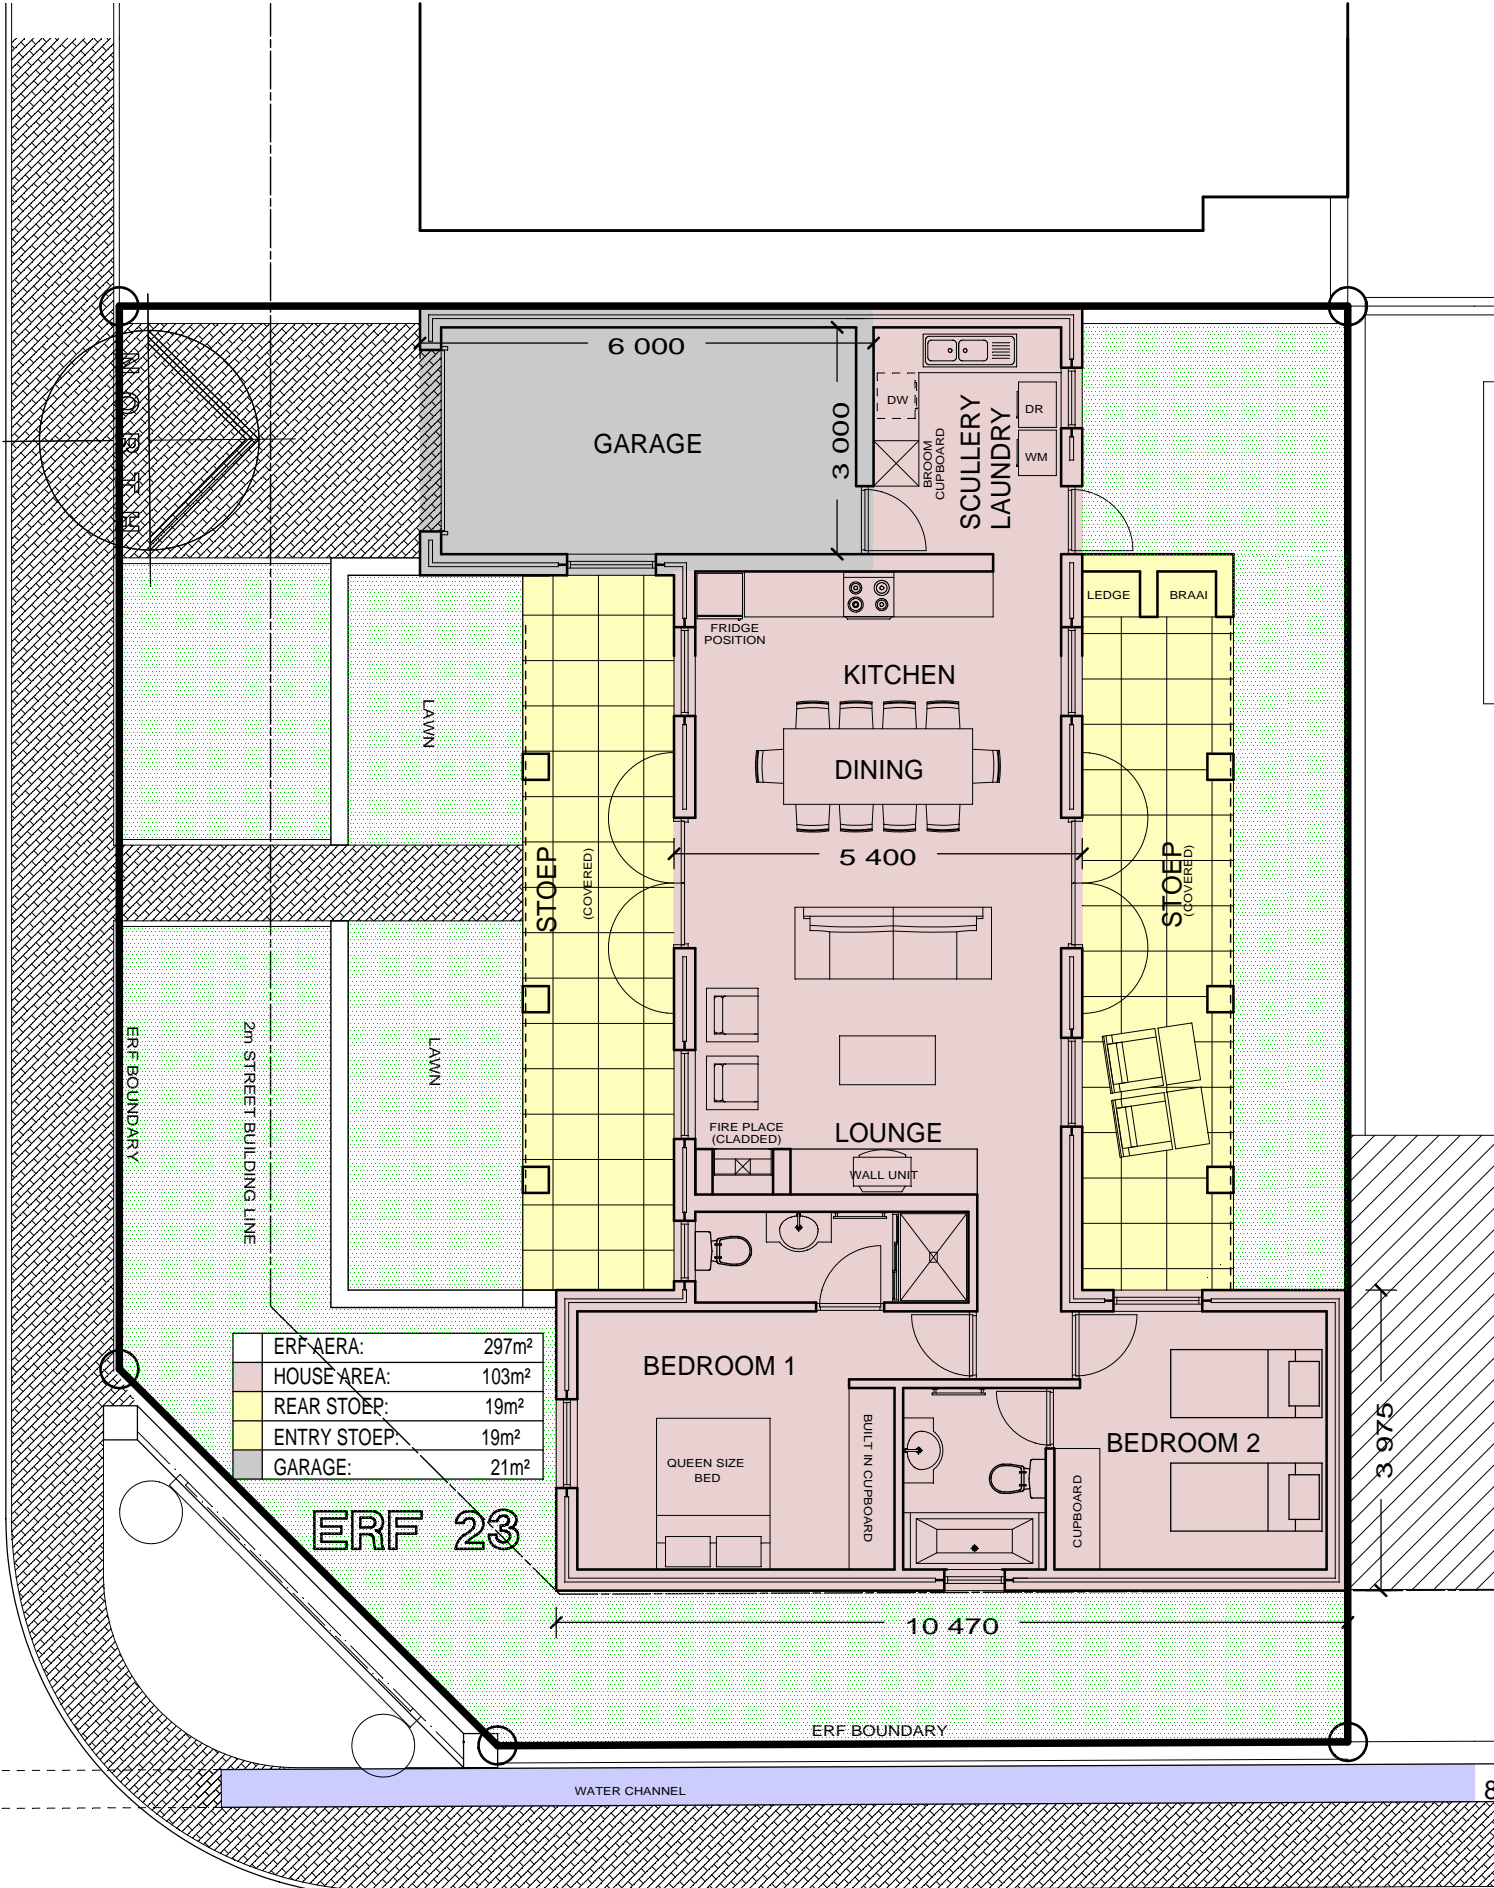 NORTH
6 000
3 000
GARAGE
DW
DR
WM
BROOM
CUPBOARD
SCULLERY
LAUNDRY
LEDGE
BRAAI
FRIDGE
POSITION
KITCHEN
LAWN
DINING
STOEP
(COVERED)
5 400
STOEP
(COVERED)
ERF BOUNDARY
2m STREET BUILDING LINE
LAWN
FIRE PLACE
(CLADDED)
LOUNGE
WALL UNIT
ERF AERA: 297m²
HOUSE AREA: 103m²
REAR STOEP: 19m²
ENTRY STOEP: 19m²
GARAGE: 21m²
BEDROOM 1
QUEEN SIZE
BED
BUILT IN CUPBOARD
CUPBOARD
BEDROOM 2
3 975
ERF 23
10 470
ERF BOUNDARY
WATER CHANNEL
8